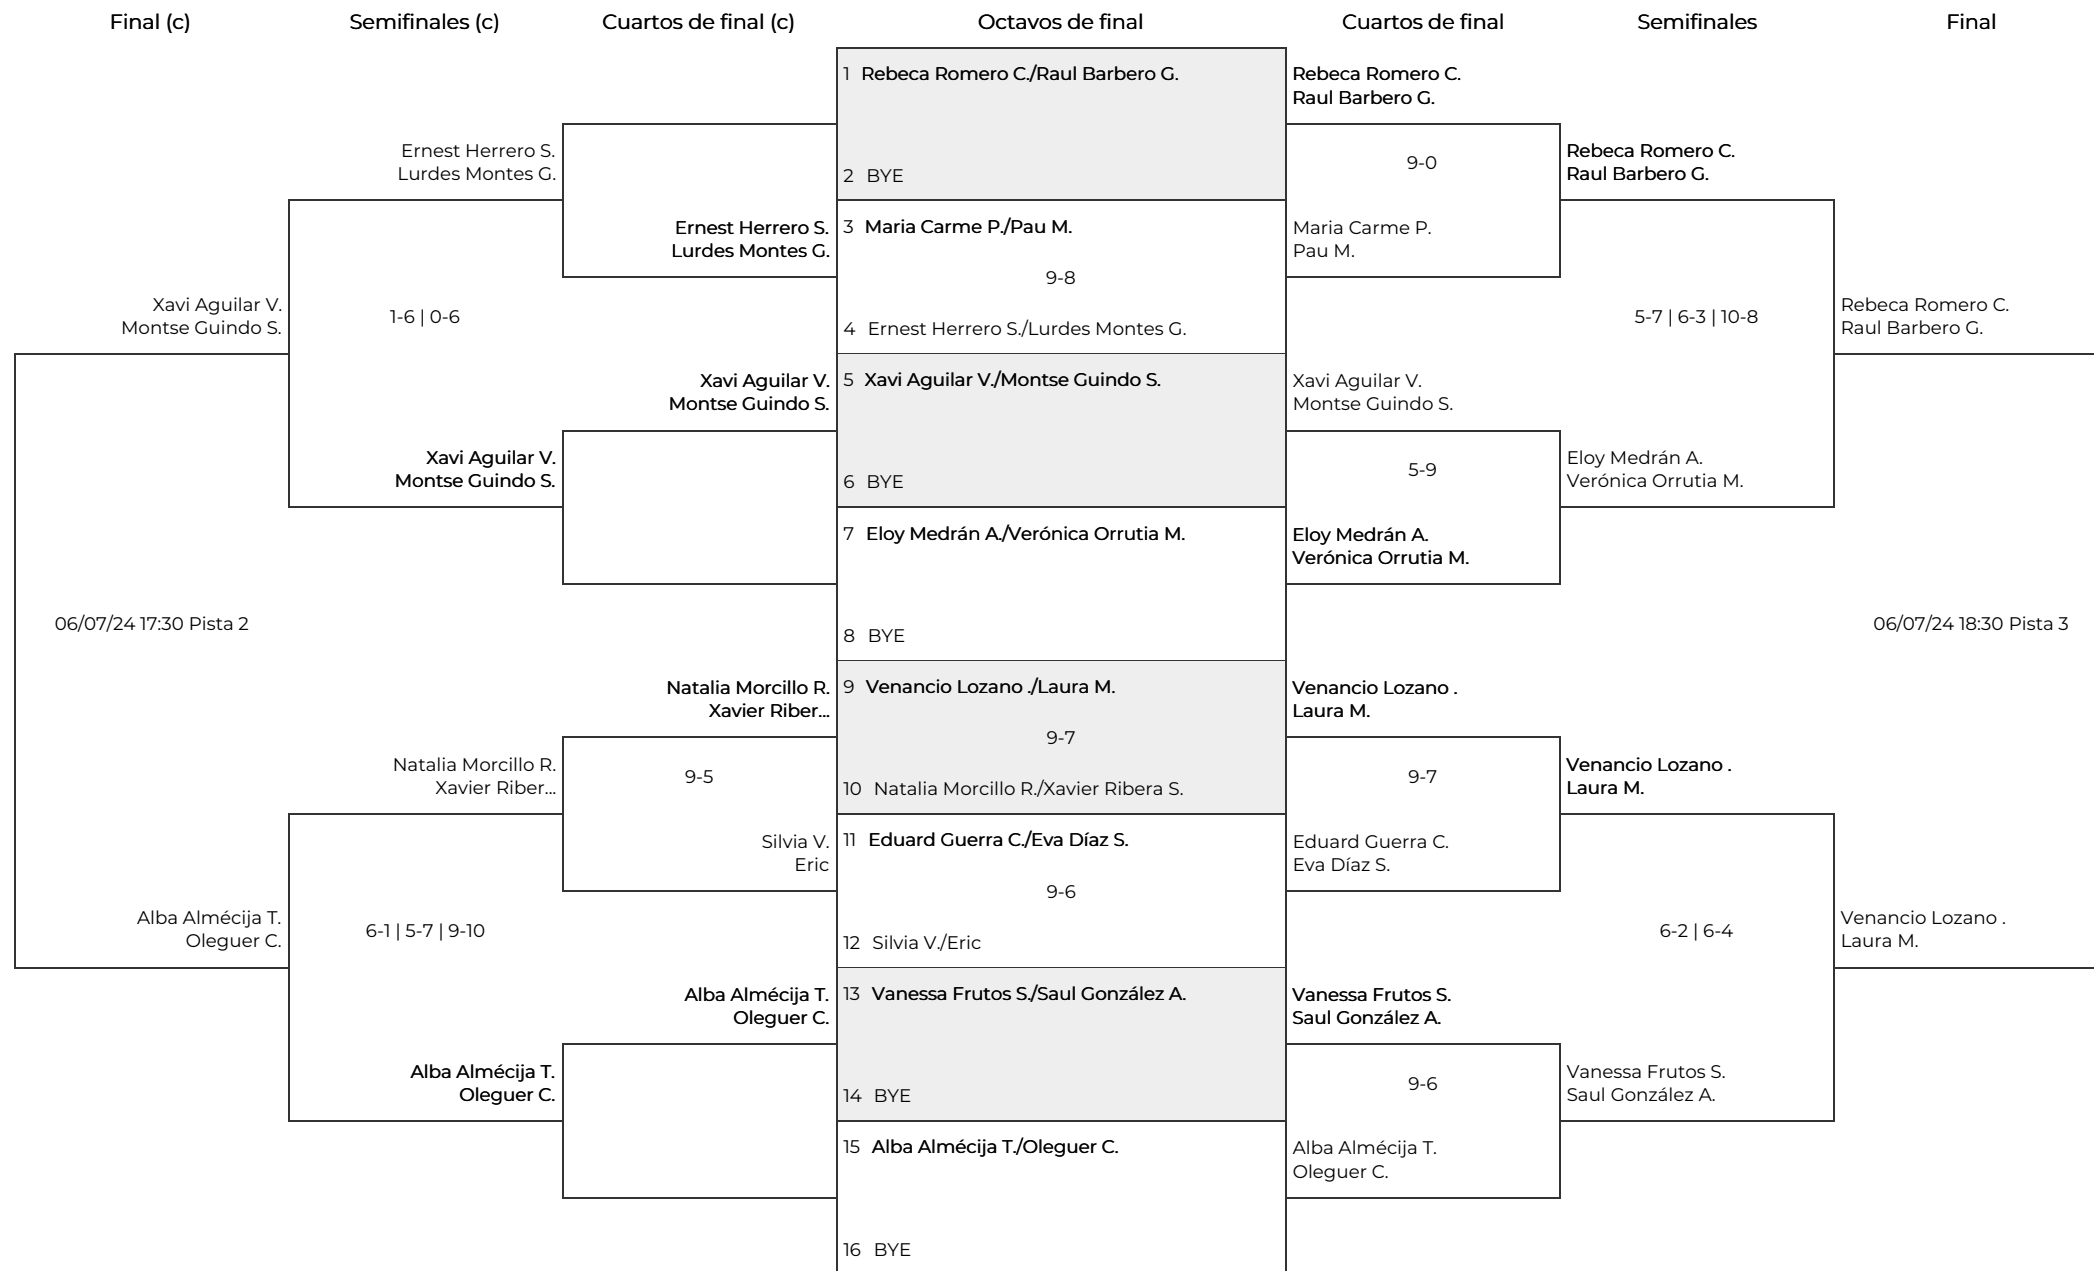 Final (c)
Semifinales (c)
Cuartos de final (c)
Octavos de final
Cuartos de final
Semifinales
Final
Xavi Aguilar V.
Montse Guindo S.
06/07/24 17:30 Pista 2
Alba Almécija T.
Oleguer C.
Ernest Herrero S.
Lurdes Montes G.
1-6 | 0-6
Xavi Aguilar V.
Montse Guindo S.
Natalia Morcillo R.
Xavier Riber...
6-1 | 5-7 | 9-10
Alba Almécija T.
Oleguer C.
Ernest Herrero S.
Lurdes Montes G.
Xavi Aguilar V.
Montse Guindo S.
Natalia Morcillo R.
Xavier Riber...
9-5
Silvia V.
Eric
Alba Almécija T.
Oleguer C.
1 Rebeca Romero C./Raul Barbero G.
2 BYE
3 Maria Carme P./Pau M.
9-8
4 Ernest Herrero S./Lurdes Montes G.
5 Xavi Aguilar V./Montse Guindo S.
6 BYE
7 Eloy Medrán A./Verónica Orrutia M.
8 BYE
9 Venancio Lozano ./Laura M.
9-7
10 Natalia Morcillo R./Xavier Ribera S.
11 Eduard Guerra C./Eva Díaz S.
9-6
12 Silvia V./Eric
13 Vanessa Frutos S./Saul González A.
14 BYE
15 Alba Almécija T./Oleguer C.
16 BYE
Rebeca Romero C.
Raul Barbero G.
9-0
Maria Carme P.
Pau M.
Xavi Aguilar V.
Montse Guindo S.
5-9
Eloy Medrán A.
Verónica Orrutia M.
Venancio Lozano .
Laura M.
9-7
Eduard Guerra C.
Eva Díaz S.
Vanessa Frutos S.
Saul González A.
9-6
Alba Almécija T.
Oleguer C.
Rebeca Romero C.
Raul Barbero G.
5-7 | 6-3 | 10-8
Eloy Medrán A.
Verónica Orrutia M.
Venancio Lozano .
Laura M.
6-2 | 6-4
Vanessa Frutos S.
Saul González A.
Rebeca Romero C.
Raul Barbero G.
06/07/24 18:30 Pista 3
Venancio Lozano .
Laura M.